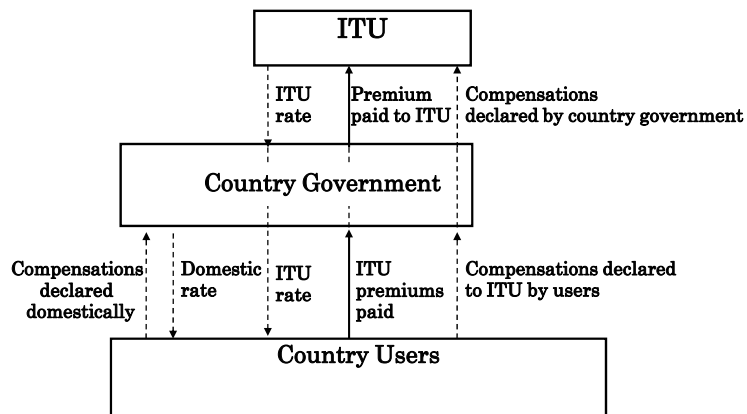 ITU
ITU
rate
Premium
paid to ITU
Compensations
declared by country government
Country Government
Compensations
declared
domestically
Domestic
rate
ITU
rate
ITU
premiums
paid
Compensations declared
to ITU by users
Country Users